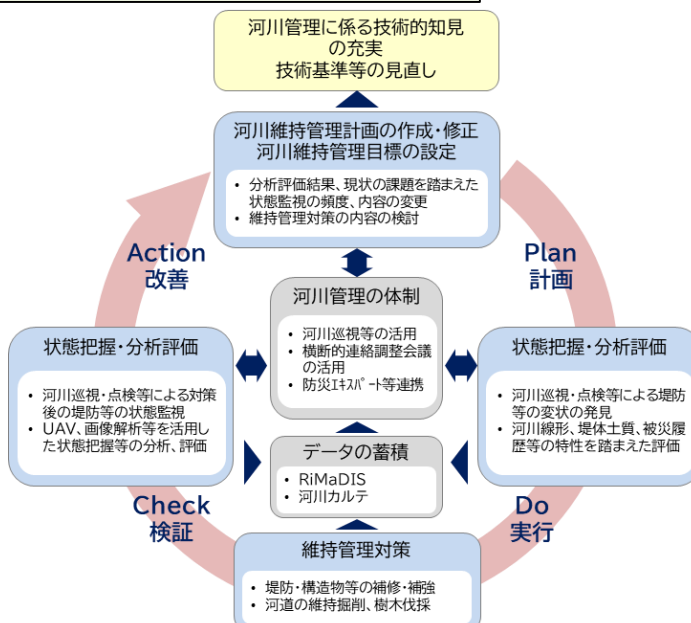 河川管理に係る技術的知見
の充実
技術基準等の見直し
河川維持管理計画の作成・修正
河川維持管理目標の設定
• 分析評価結果、現状の課題を踏まえた
状態監視の頻度、内容の変更
• 維持管理対策の内容の検討
Action
改善
Plan
計画
河川管理の体制
• 河川巡視等の活用
• 横断的連絡調整会議
の活用
• 防災ｴｷｽﾊﾟｰﾄ等連携
状態把握・分析評価
• 河川巡視・点検等による対策
後の堤防等の状態監視
• UAV、画像解析等を活用し
た状態把握等の分析、評価
状態把握・分析評価
• 河川巡視・点検等による堤防
等の変状の発見
• 河川線形、堤体土質、被災履
歴等の特性を踏まえた評価
データの蓄積
• RiMaDIS
• 河川カルテ
Check
検証
Do
実行
維持管理対策
• 堤防・構造物等の補修・補強
• 河道の維持掘削、樹木伐採